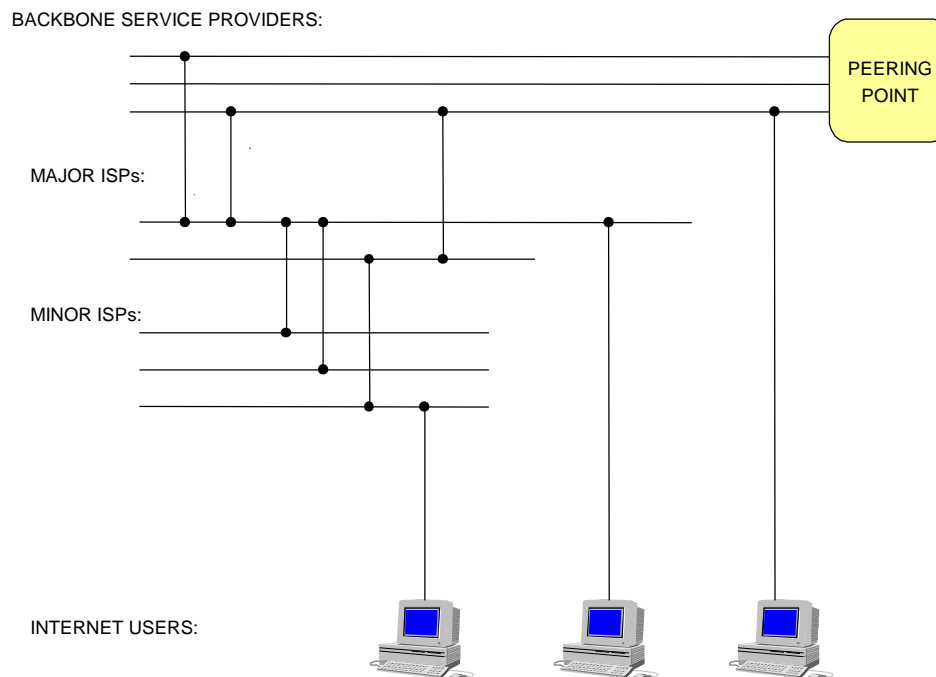 BACKBONE SERVICE PROVIDERS:
PEERING
POINT
MAJOR ISPs:
MINOR ISPs:
INTERNET USERS: